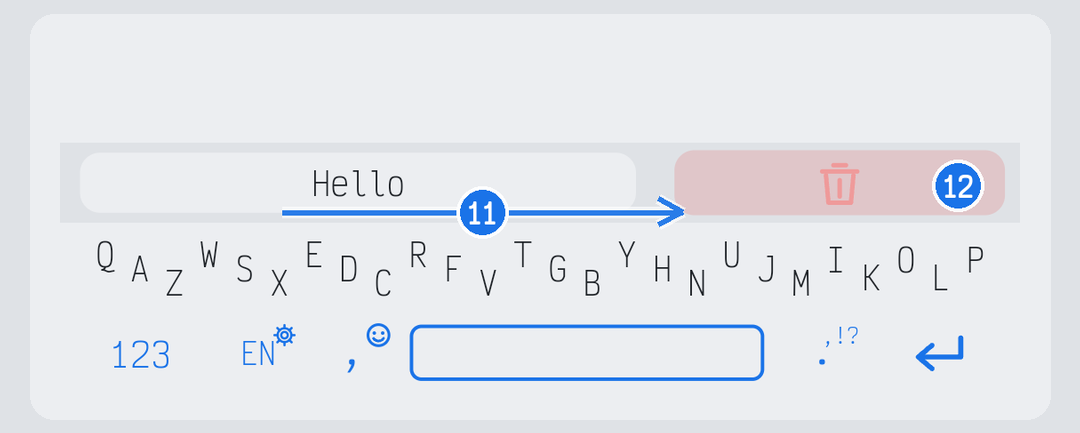 Hello
11
12
Q A Z W S X E D C R F V T G B Y H N U J M I K O L P
123 EN , . ,!?